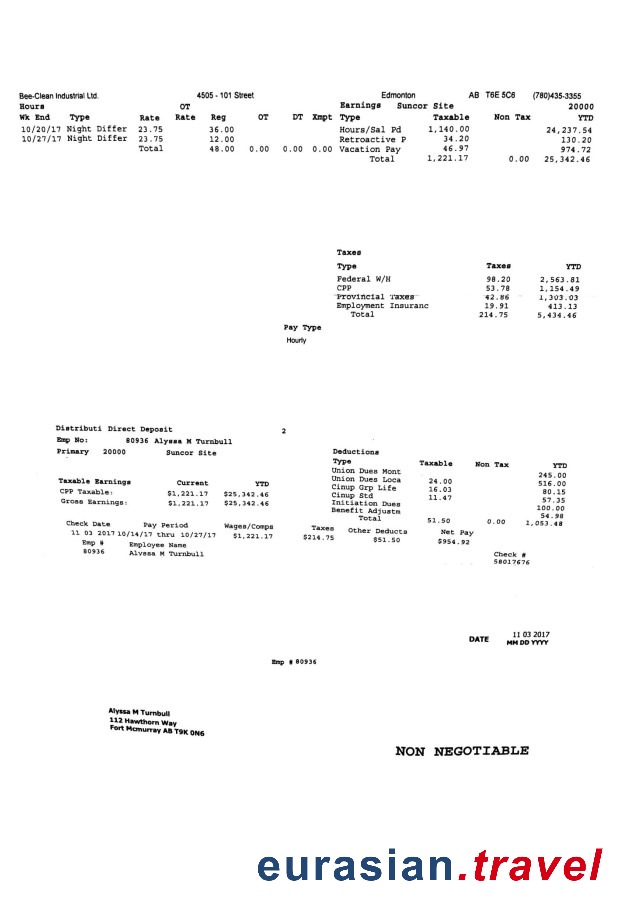 Bee-Clean Industrial Ltd. 4505 - 101 Street Edmonton AB T6E 5C6 (780)435-3355
Hours OT Earnings Suncor Site 20000
Wk End Type Rate Rate Reg OT DT Xmpt Type Taxable Non Tax YTD
10/20/17 Night Differ 23.75 36.00 Hours/Sal Pd 1,140.00 24,237.54
10/27/17 Night Differ 23.75 12.00 Retroactive P 34.20 130.20
Total 48.00 0.00 0.00 0.00 Vacation Pay 46.97 974.72
Total 1,221.17 0.00 25,342.46
Taxes
Type Taxes YTD
Federal W/H 98.20 2,563.81
CPP 53.78 1,154.49
Provincial Taxes 42.86 1,303.03
Employment Insuranc 19.91 413.13
Total 214.75 5,434.46
Pay Type
Hourly
Distributi Direct Deposit 2
Emp No: 80936 Alyssa M Turnbull
Primary 20000 Suncor Site
Taxable Earnings Current YTD
CPP Taxable: $1,221.17 $25,342.46
Gross Earnings: $1,221.17 $25,342.46
Deductions
Type Taxable Non Tax YTD
Union Dues Mont 245.00
Union Dues Loca 24.00 516.00
Cinup Grp Life 16.03 80.15
Cinup Std 11.47 57.35
Initiation Dues 100.00
Benefit Adjustm 54.98
Total 51.50 0.00 1,053.48
Check Date Pay Period Wages/Comps Taxes Other Deducts Net Pay
11 03 2017 10/14/17 thru 10/27/17 $1,221.17 $214.75 $51.50 $954.92
Emp # Employee Name Check #
80936 Alyssa M Turnbull 58017676
DATE 11 03 2017
MM DD YYYY
Emp # 80936
Alyssa M Turnbull
112 Hawthorn Way
Fort Mcmurray AB T9K 0N6
NON NEGOTIABLE
eurasian.travel